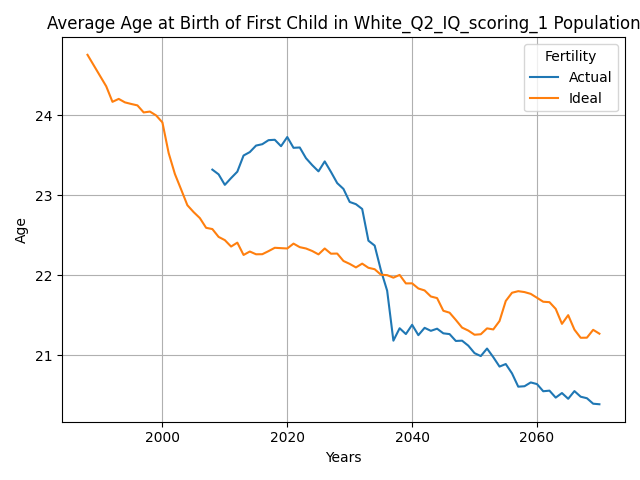 Average Age at Birth of First Child in White_Q2_IQ_scoring_1 Population
Fertility
Actual
Ideal
24
23
22
21
Age
2000
2020
2040
2060
Years